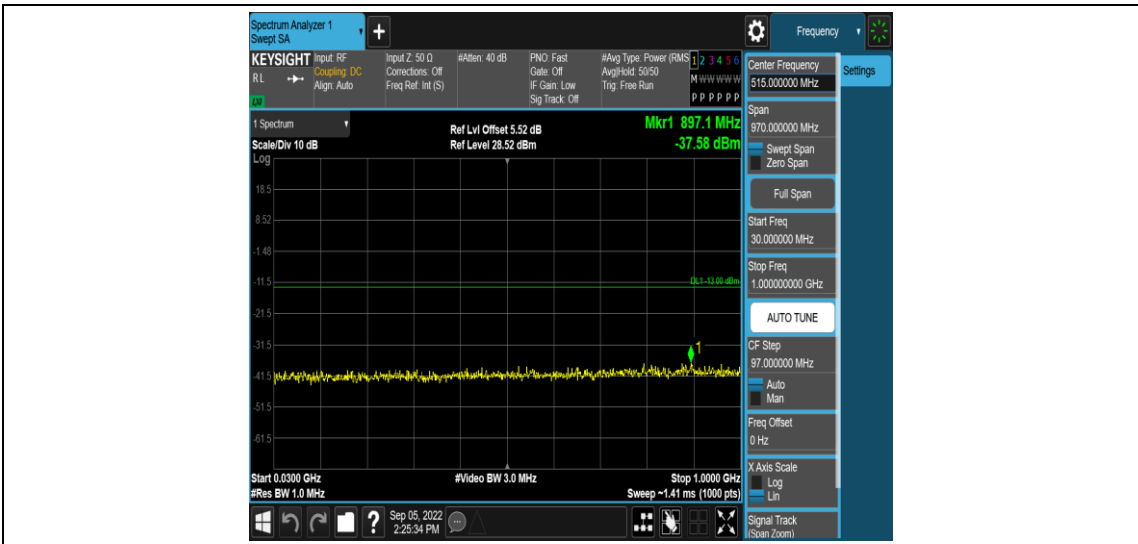 Spectrum Analyzer 1
Swept SA
+
Frequency
KEYSIGHT
RL
LXI
Input: RF
Coupling: DC
Align: Auto
Input Z: 50 Ω
Corrections: Off
Freq Ref: Int (S)
#Atten: 40 dB
PNO: Fast
Gate: Off
IF Gain: Low
Sig Track: Off
#Avg Type: Power (RMS
Avg|Hold: 50/50
Trig: Free Run
1 2 3 4 5 6
M W W W W W
P P P P P P
1 Spectrum
Scale/Div 10 dB
Ref Lvl Offset 5.52 dB
Ref Level 28.52 dBm
Mkr1 897.1 MHz
-37.58 dBm
Log
18.5
8.52
-1.48
-11.5
-21.5
-31.5
-41.5
-51.5
-61.5
DL1 -13.00 dBm
1
Start 0.0300 GHz
#Res BW 1.0 MHz
#Video BW 3.0 MHz
Stop 1.0000 GHz
Sweep ~1.41 ms (1000 pts)
?
Sep 05, 2022
2:25:34 PM
Center Frequency
515.000000 MHz
Settings
Span
970.000000 MHz
Swept Span
Zero Span
Full Span
Start Freq
30.000000 MHz
Stop Freq
1.000000000 GHz
AUTO TUNE
CF Step
97.000000 MHz
Auto
Man
Freq Offset
0 Hz
X Axis Scale
Log
Lin
Signal Track
(Span Zoom)